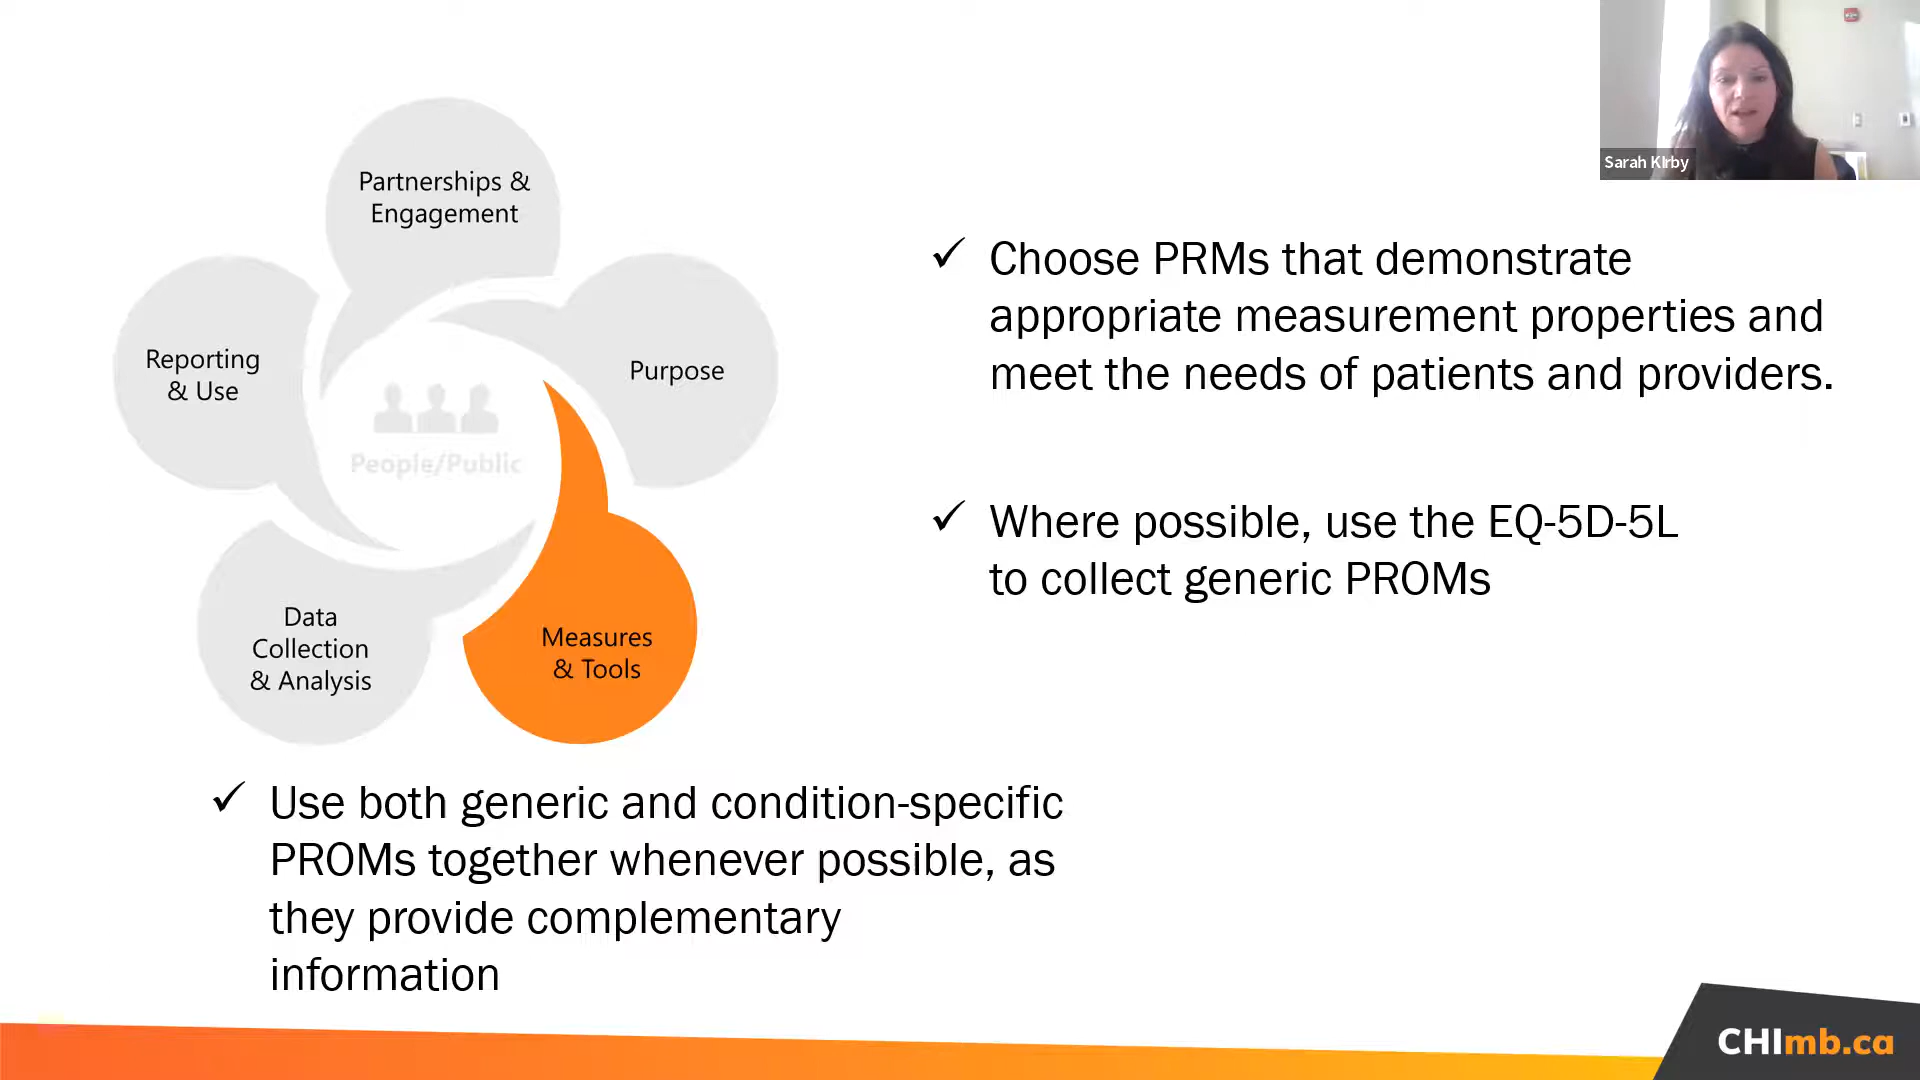 Sarah KIrby
Partnerships &
Engagement
Reporting
& Use
Purpose
People/Public
Data
Collection
& Analysis
Measures
& Tools
✓ Choose PRMs that demonstrate
appropriate measurement properties and
meet the needs of patients and providers.
✓ Where possible, use the EQ-5D-5L
to collect generic PROMs
✓ Use both generic and condition-specific
PROMs together whenever possible, as
they provide complementary
information
CHImb.ca